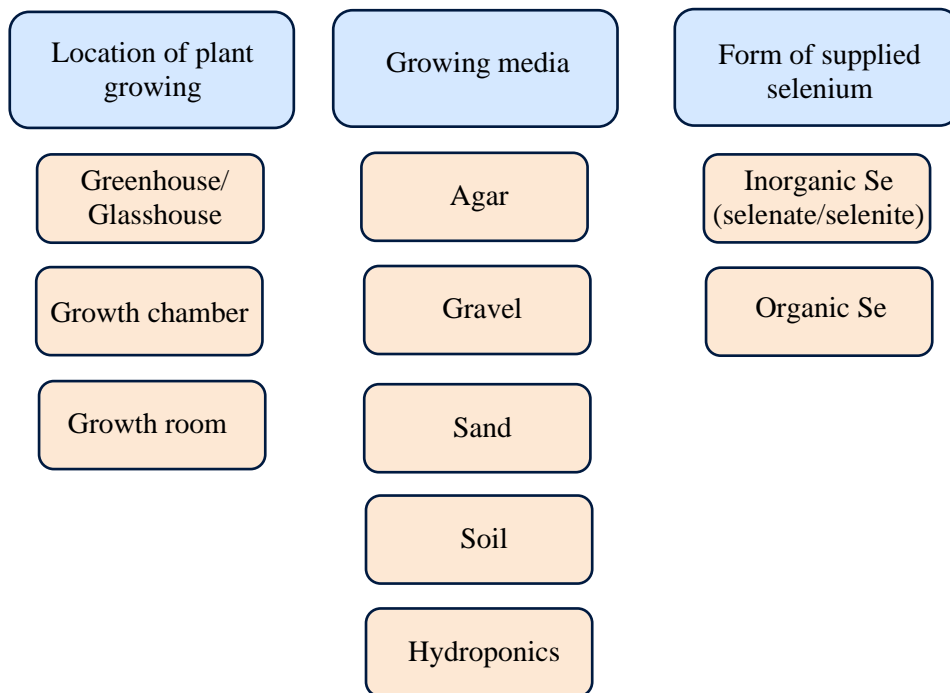 Location of plant
growing
Greenhouse/
Glasshouse
Growth chamber
Growth room
Growing media
Agar
Gravel
Sand
Soil
Hydroponics
Form of supplied
selenium
Inorganic Se
(selenate/selenite)
Organic Se